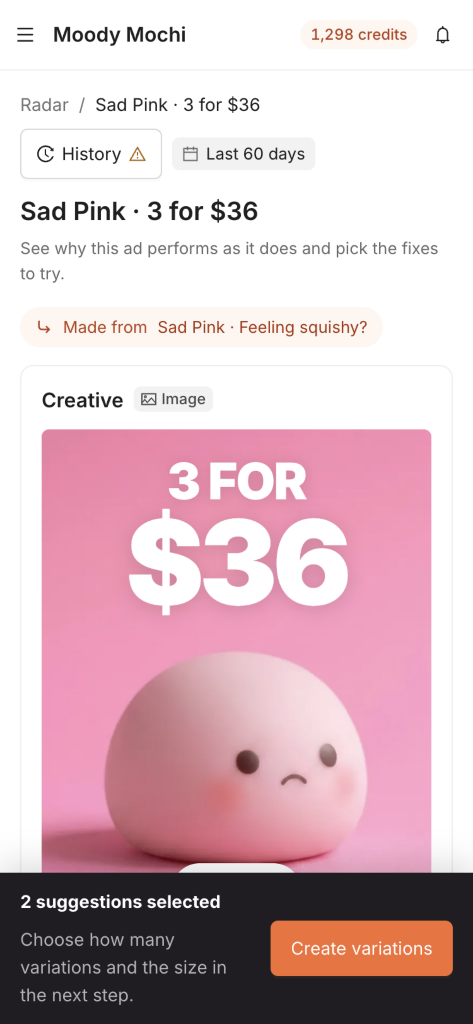 Moody Mochi
1,298 credits
Radar / Sad Pink · 3 for $36
History
Last 60 days
Sad Pink · 3 for $36
See why this ad performs as it does and pick the fixes
to try.
Made from Sad Pink · Feeling squishy?
Creative
Image
3 FOR
$36
2 suggestions selected
Choose how many
variations and the size in
the next step.
Create variations